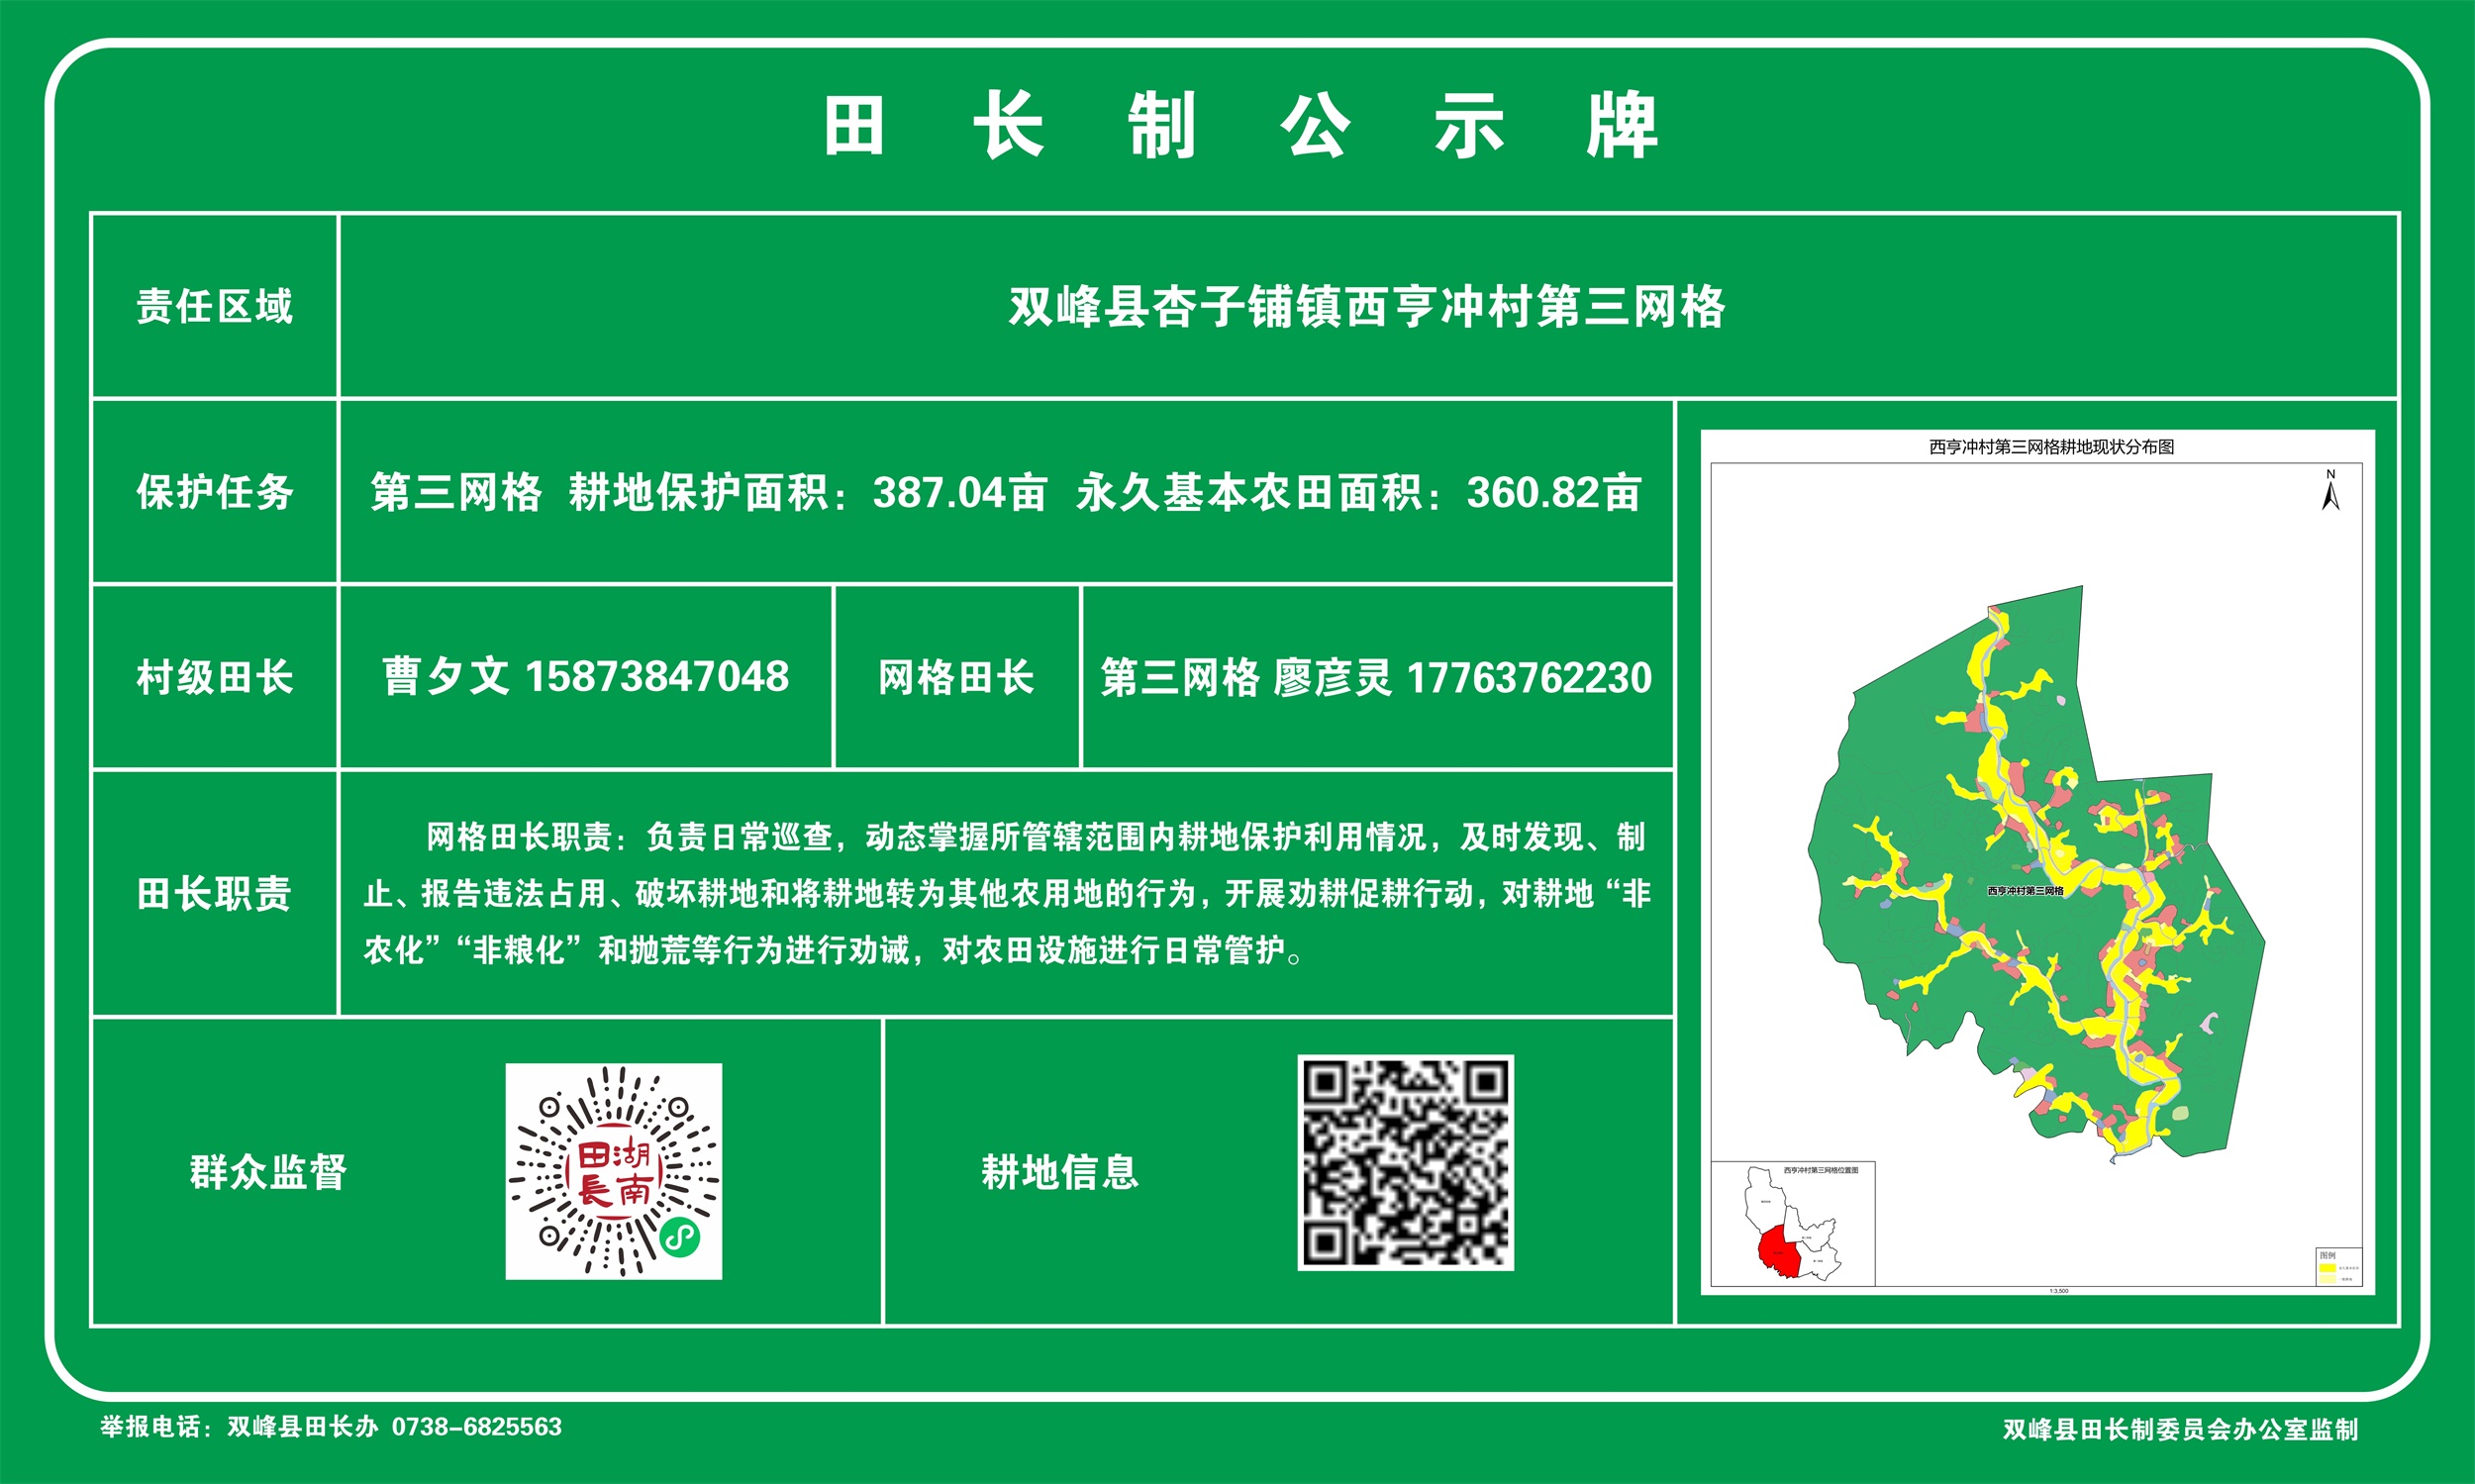 田长制公示牌
责任区域
双峰县杏子铺镇西亨冲村第三网格
保护任务
第三网格 耕地保护面积：387.04亩 永久基本农田面积：360.82亩
村级田长
曹夕文 15873847048
网格田长
第三网格 廖彦灵 17763762230
田长职责
网格田长职责：负责日常巡查，动态掌握所管辖范围内耕地保护利用情况，及时发现、制
止、报告违法占用、破坏耕地和将耕地转为其他农用地的行为，开展劝耕促耕行动，对耕地“非
农化”“非粮化”和抛荒等行为进行劝诫，对农田设施进行日常管护。
群众监督
湖南
田長
耕地信息
西亨冲村第三网格耕地现状分布图
N
西亨冲村第三网格
西亨冲村第三网格位置图
图例
1:3,500
举报电话：双峰县田长办 0738-6825563
双峰县田长制委员会办公室监制